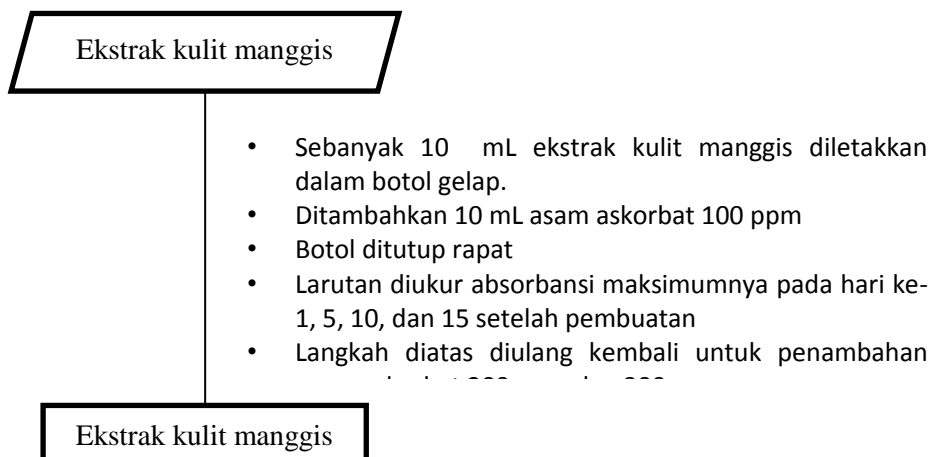 Ekstrak kulit manggis
• Sebanyak 10 mL ekstrak kulit manggis diletakkan
dalam botol gelap.
• Ditambahkan 10 mL asam askorbat 100 ppm
• Botol ditutup rapat
• Larutan diukur absorbansi maksimumnya pada hari ke-
1, 5, 10, dan 15 setelah pembuatan
• Langkah diatas diulang kembali untuk penambahan
Ekstrak kulit manggis